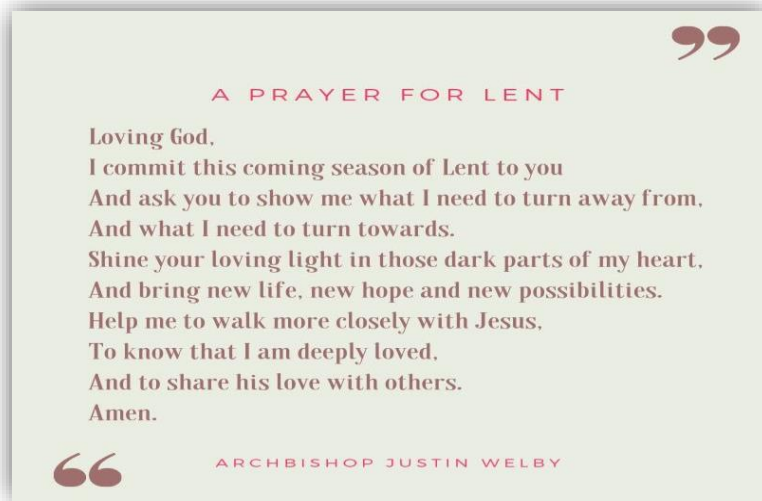 ”
A PRAYER FOR LENT
Loving God,
I commit this coming season of Lent to you
And ask you to show me what I need to turn away from,
And what I need to turn towards.
Shine your loving light in those dark parts of my heart,
And bring new life, new hope and new possibilities.
Help me to walk more closely with Jesus,
To know that I am deeply loved,
And to share his love with others.
Amen.
“
ARCHBISHOP JUSTIN WELBY